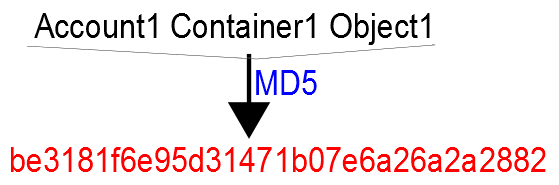 Account1 Container1 Object1
MD5
be3181f6e95d31471b07e6a26a2a2882